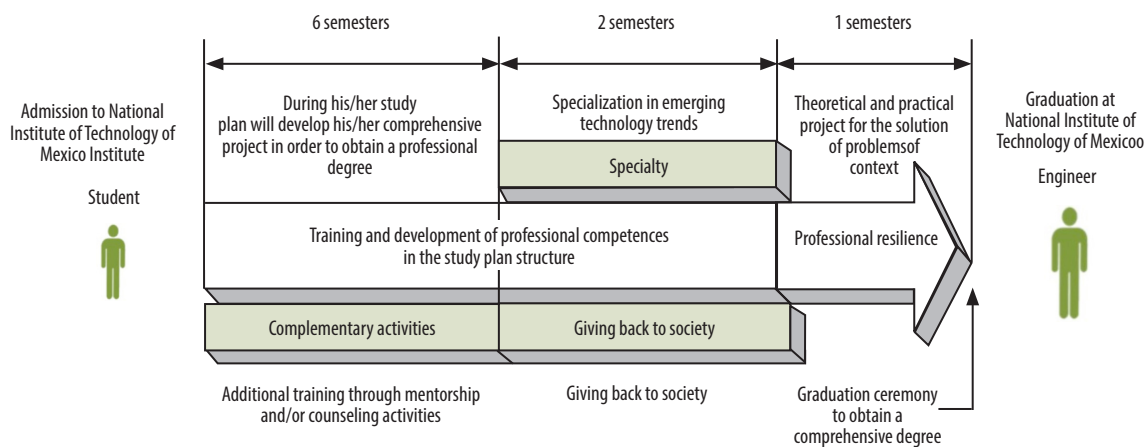 6 semesters
2 semesters
1 semesters
Admission to National
Institute of Technology of
Mexico Institute
Student
During his/her study
plan will develop his/her comprehensive
project in order to obtain a professional
degree
Specialization in emerging
technology trends
Specialty
Theoretical and practical
project for the solution
of problemsof
context
Graduation at
National Institute of
Technology of Mexicoo
Engineer
Training and development of professional competences
in the study plan structure
Professional resilience
Complementary activities
Giving back to society
Additional training through mentorship
and/or counseling activities
Giving back to society
Graduation ceremony
to obtain a
comprehensive degree